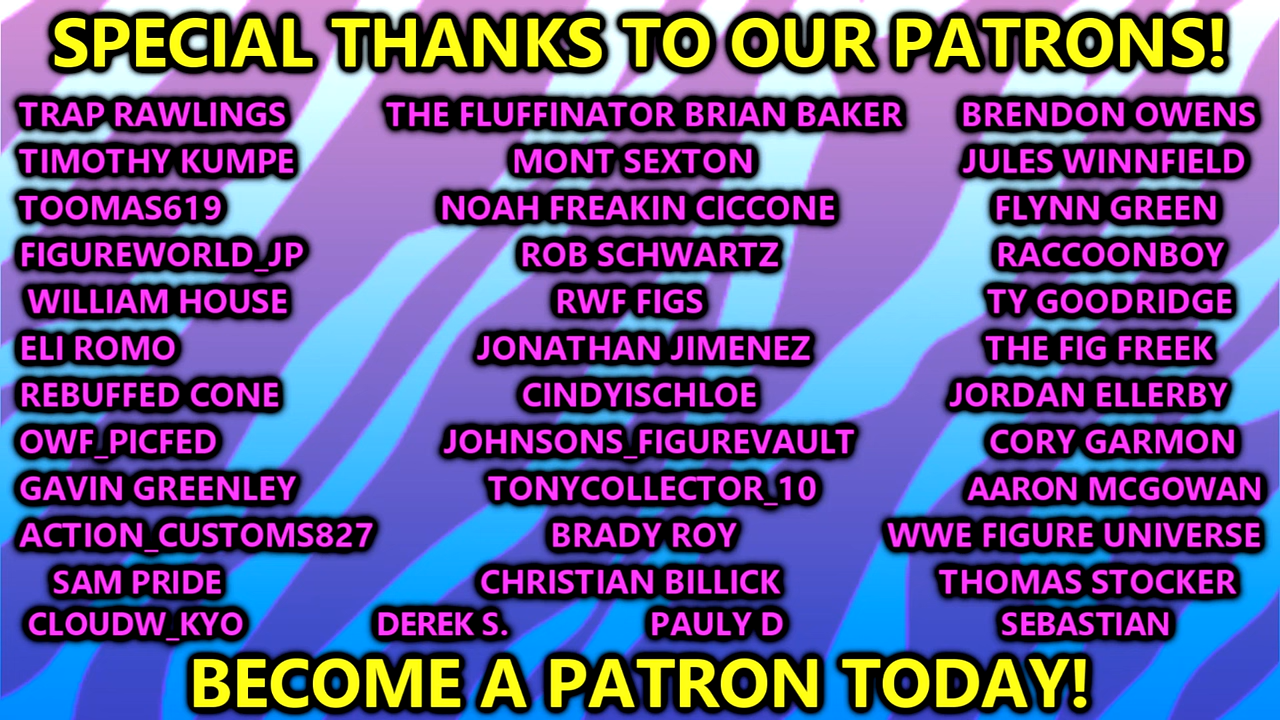 SPECIAL THANKS TO OUR PATRONS!
TRAP RAWLINGS THE FLUFFINATOR BRIAN BAKER BRENDON OWENS
TIMOTHY KUMPE MONT SEXTON JULES WINNFIELD
TOOMAS619 NOAH FREAKIN CICCONE FLYNN GREEN
FIGUREWORLD_JP ROB SCHWARTZ RACCOONBOY
WILLIAM HOUSE RWF FIGS TY GOODRIDGE
ELI ROMO JONATHAN JIMENEZ THE FIG FREEK
REBUFFED CONE CINDYISCHLOE JORDAN ELLERBY
OWF_PICFED JOHNSONS_FIGUREVAULT CORY GARMON
GAVIN GREENLEY TONYCOLLECTOR_10 AARON MCGOWAN
ACTION_CUSTOMS827 BRADY ROY WWE FIGURE UNIVERSE
SAM PRIDE CHRISTIAN BILLICK THOMAS STOCKER
CLOUDW_KYO DEREK S. PAULY D SEBASTIAN
BECOME A PATRON TODAY!